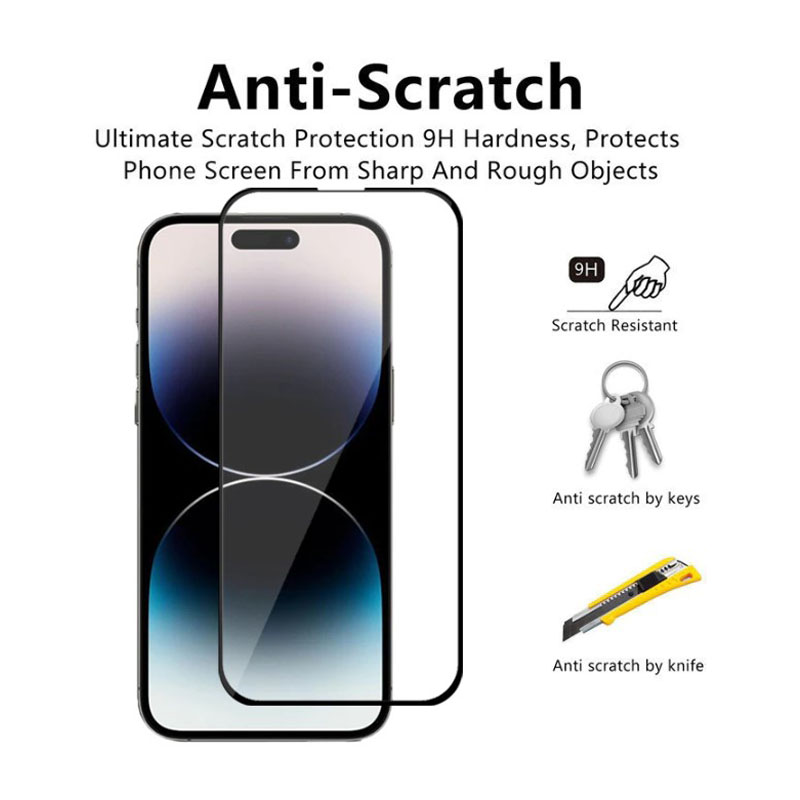 Anti-Scratch
Ultimate Scratch Protection 9H Hardness, Protects
Phone Screen From Sharp And Rough Objects
9H
Scratch Resistant
Anti scratch by keys
Anti scratch by knife